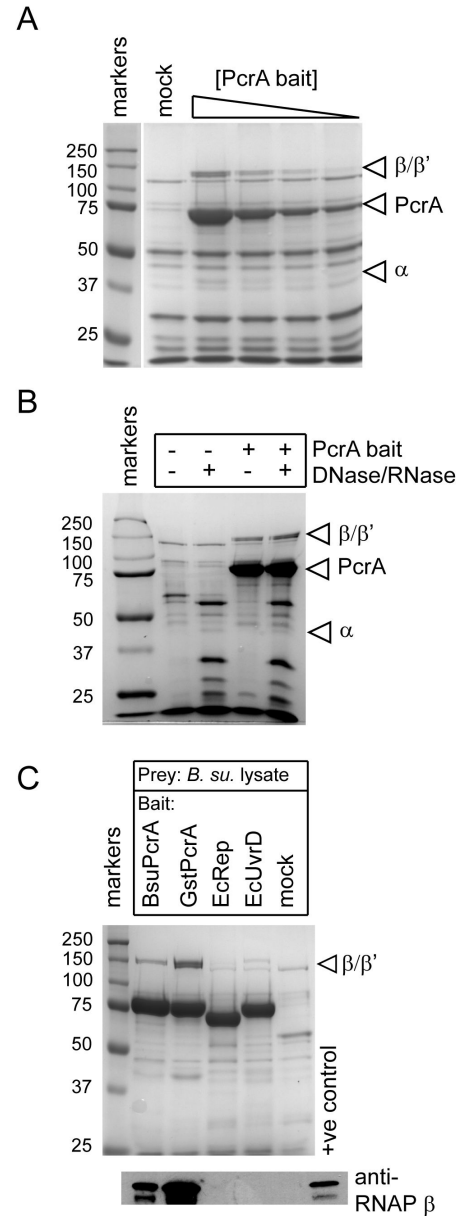 A
markers
mock
[PcrA bait]
250
150
100
75
50
37
25
β/β'
PcrA
α
B
markers
- - + + PcrA bait
- + - + DNase/RNase
250
150
100
75
50
37
25
β/β'
PcrA
α
C
Prey: B. su. lysate
Bait:
markers
BsuPcrA
GstPcrA
EcRep
EcUvrD
mock
250
150
100
75
50
37
25
β/β'
+ve control
anti-
RNAP β